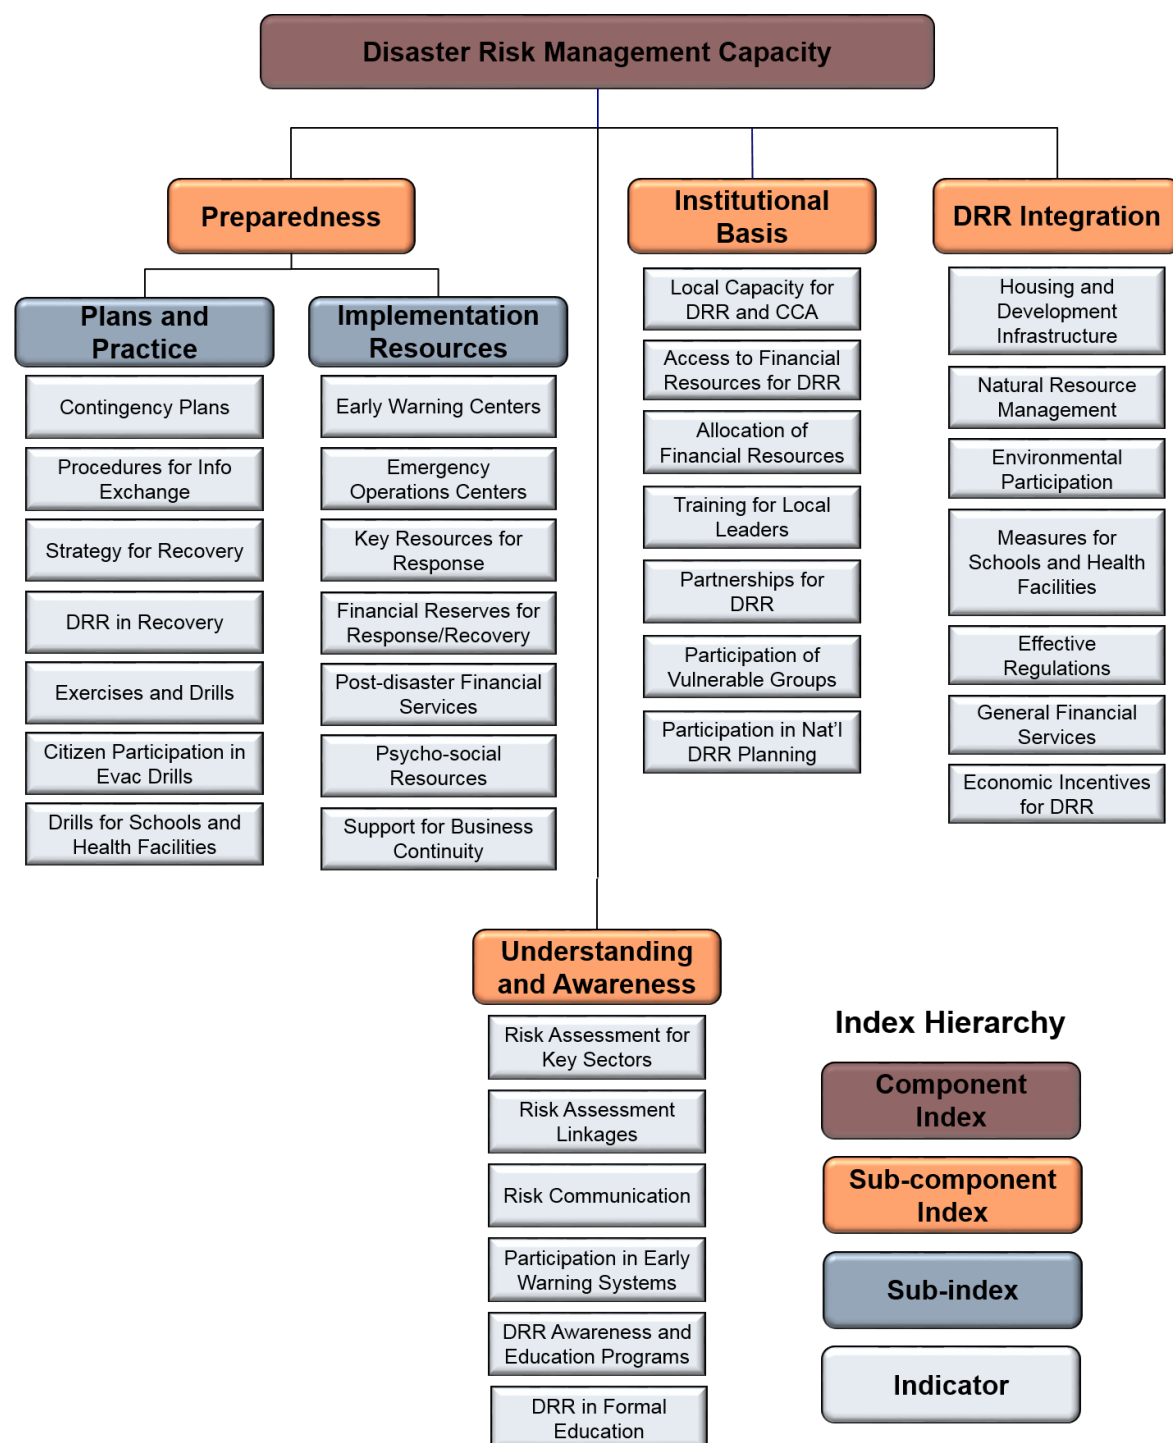 Disaster Risk Management Capacity
Preparedness
Plans and
Practice
Contingency Plans
Procedures for Info
Exchange
Strategy for Recovery
DRR in Recovery
Exercises and Drills
Citizen Participation in
Evac Drills
Drills for Schools and
Health Facilities
Implementation
Resources
Early Warning Centers
Emergency
Operations Centers
Key Resources for
Response
Financial Reserves for
Response/Recovery
Post-disaster Financial
Services
Psycho-social
Resources
Support for Business
Continuity
Institutional
Basis
Local Capacity for
DRR and CCA
Access to Financial
Resources for DRR
Allocation of
Financial Resources
Training for Local
Leaders
Partnerships for
DRR
Participation of
Vulnerable Groups
Participation in Nat'l
DRR Planning
DRR Integration
Housing and
Development
Infrastructure
Natural Resource
Management
Environmental
Participation
Measures for
Schools and Health
Facilities
Effective
Regulations
General Financial
Services
Economic Incentives
for DRR
Understanding
and Awareness
Risk Assessment for
Key Sectors
Risk Assessment
Linkages
Risk Communication
Participation in Early
Warning Systems
DRR Awareness and
Education Programs
DRR in Formal
Education
Index Hierarchy
Component
Index
Sub-component
Index
Sub-index
Indicator